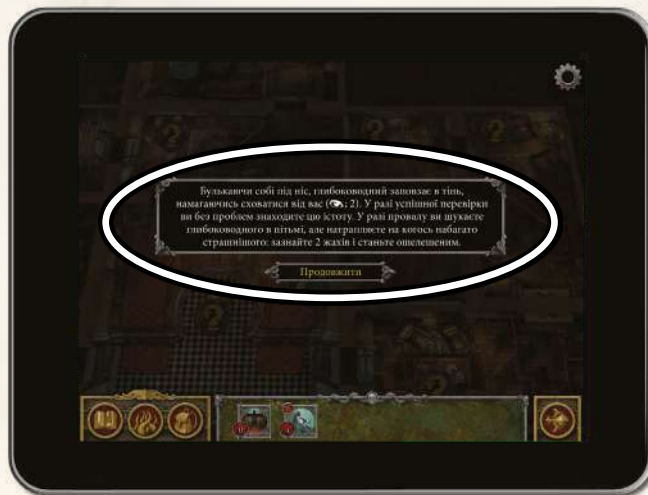 Булькаючи собі під ніс, глибоководний заповзає в тінь,
намагаючись сховатися від вас (; 2). У разі успішної перевірки
ви без проблем знаходите цю істоту. У разі провалу ви шукаєте
глибоководного в пітьмі, але натрапляєте на когось набагато
страшнішого: зазнайте 2 жахів і станьте ошелешеним.
Продовжити